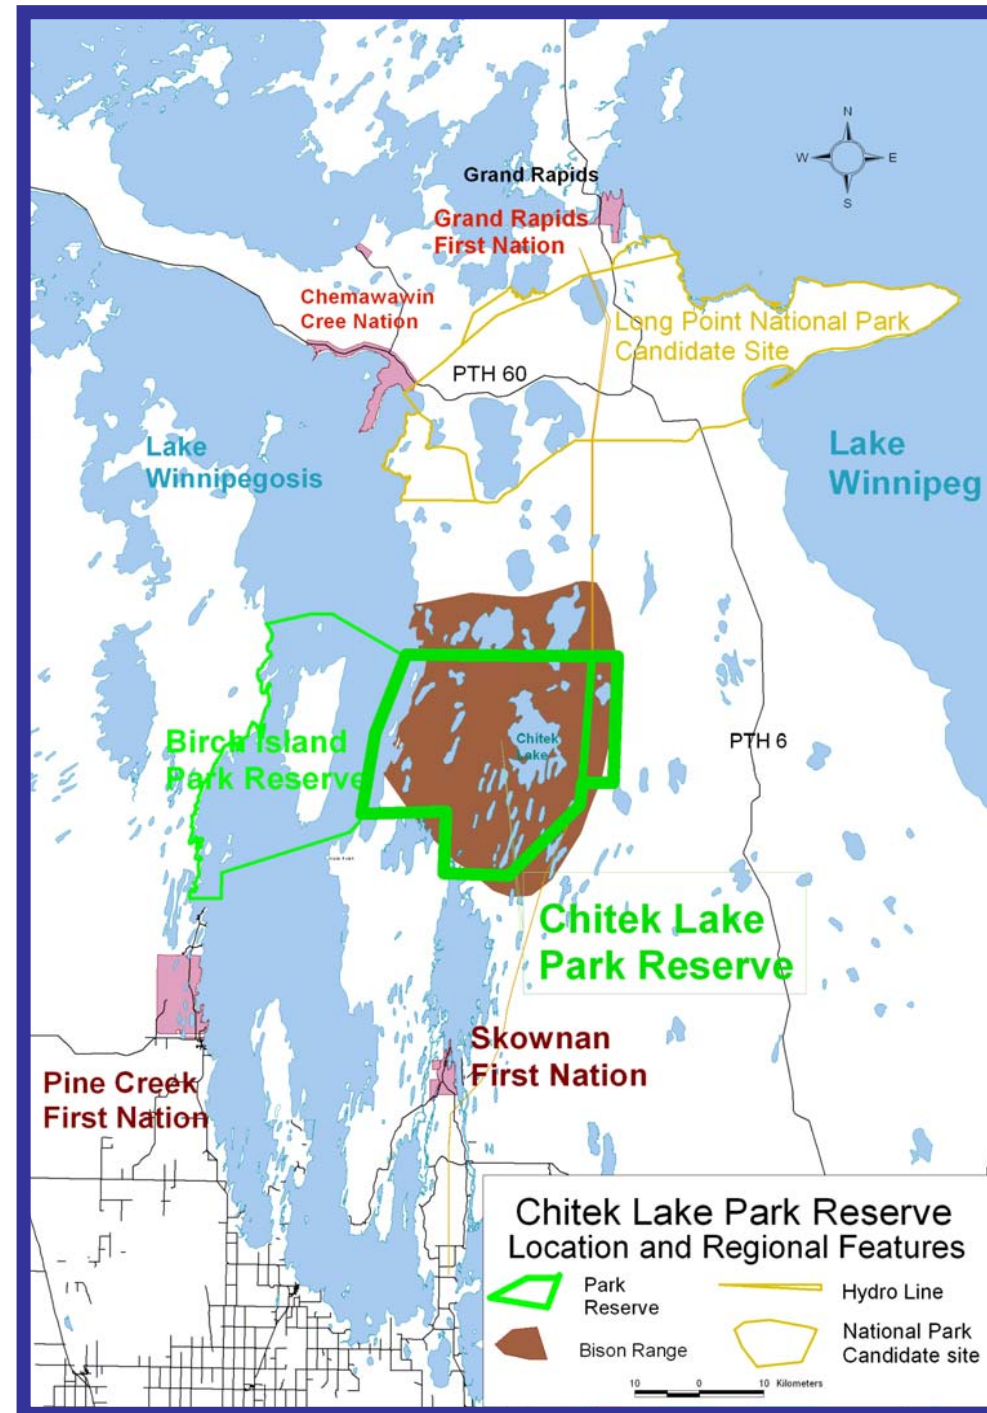 N
W
E
S
Grand Rapids
Grand Rapids
First Nation
Chemawawin
Cree Nation
Long Point National Park
Candidate Site
PTH 60
Lake
Winnipegosis
Lake
Winnipeg
Birch Island
Park Reserve
Chitek
Lake
PTH 6
Chitek Lake
Park Reserve
Skownan
First Nation
Pine Creek
First Nation
Chitek Lake Park Reserve
Location and Regional Features
Park
Reserve
Hydro Line
Bison Range
National Park
Candidate site
10 0 10 Kilometers